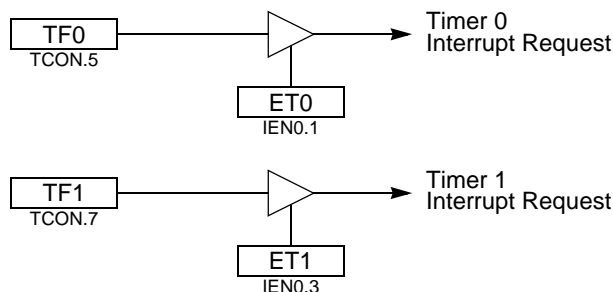 TF0
TCON.5
ET0
IEN0.1
Timer 0
Interrupt Request
TF1
TCON.7
ET1
IEN0.3
Timer 1
Interrupt Request